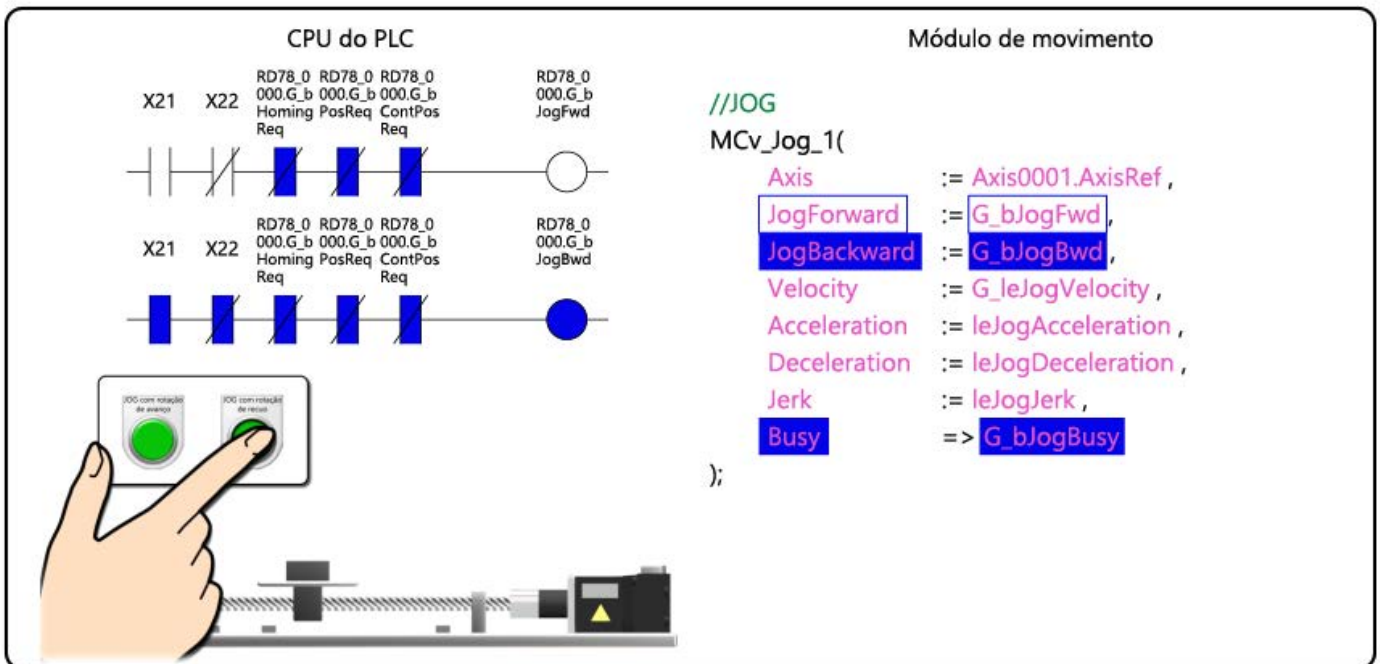 CPU do PLC
X21 X22 RD78_0 000.G_b Homing Req RD78_0 000.G_b PosReq RD78_0 000.G_b ContPos Req RD78_0 000.G_b JogFwd
X21 X22 RD78_0 000.G_b Homing Req RD78_0 000.G_b PosReq RD78_0 000.G_b ContPos Req RD78_0 000.G_b JogBwd
JOG com rotação
de avanço
JOG com rotação
de recuo
Módulo de movimento
//JOG
MCv_Jog_1(
Axis := Axis0001.AxisRef ,
JogForward := G_bJogFwd ,
JogBackward := G_bJogBwd ,
Velocity := G_leJogVelocity ,
Acceleration := leJogAcceleration ,
Deceleration := leJogDeceleration ,
Jerk := leJogJerk ,
Busy => G_bJogBusy
);